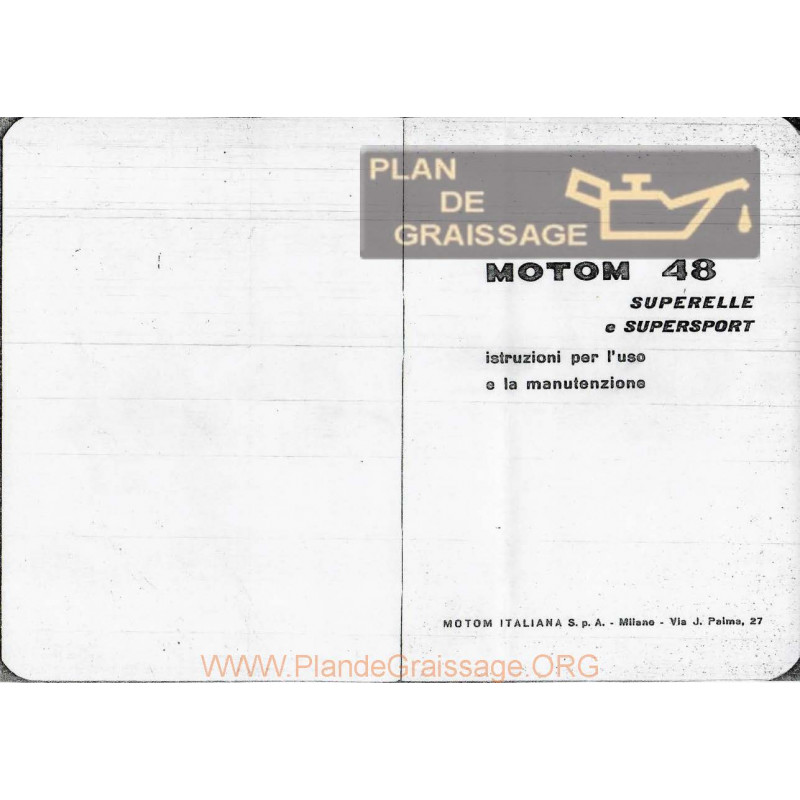 PLAN
DE
GRAISSAGE
MOTOM 48
SUPERELLE
e SUPERSPORT
istruzioni per l'uso
e la manutenzione
MOTOM ITALIANA S. p. A. - Milano - Via J. Palma, 27
www.PlandeGraissage.ORG